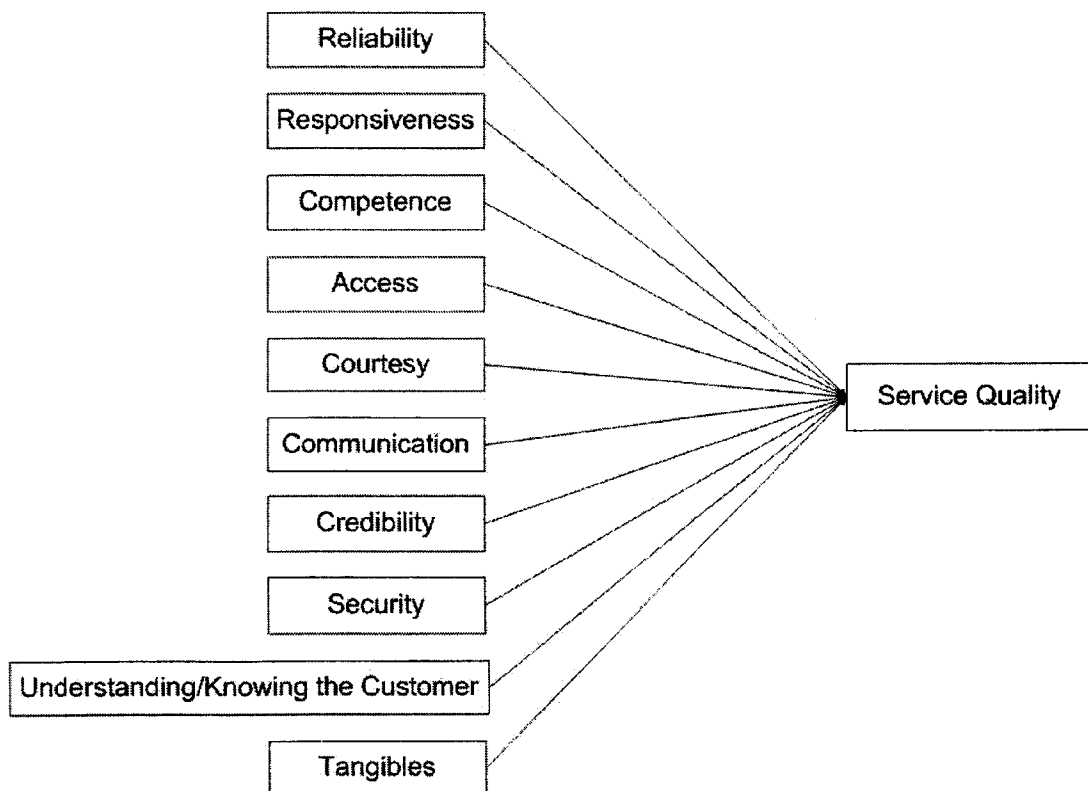 Reliability
Responsiveness
Competence
Access
Courtesy
Service Quality
Communication
Credibility
Security
Understanding/Knowing the Customer
Tangibles